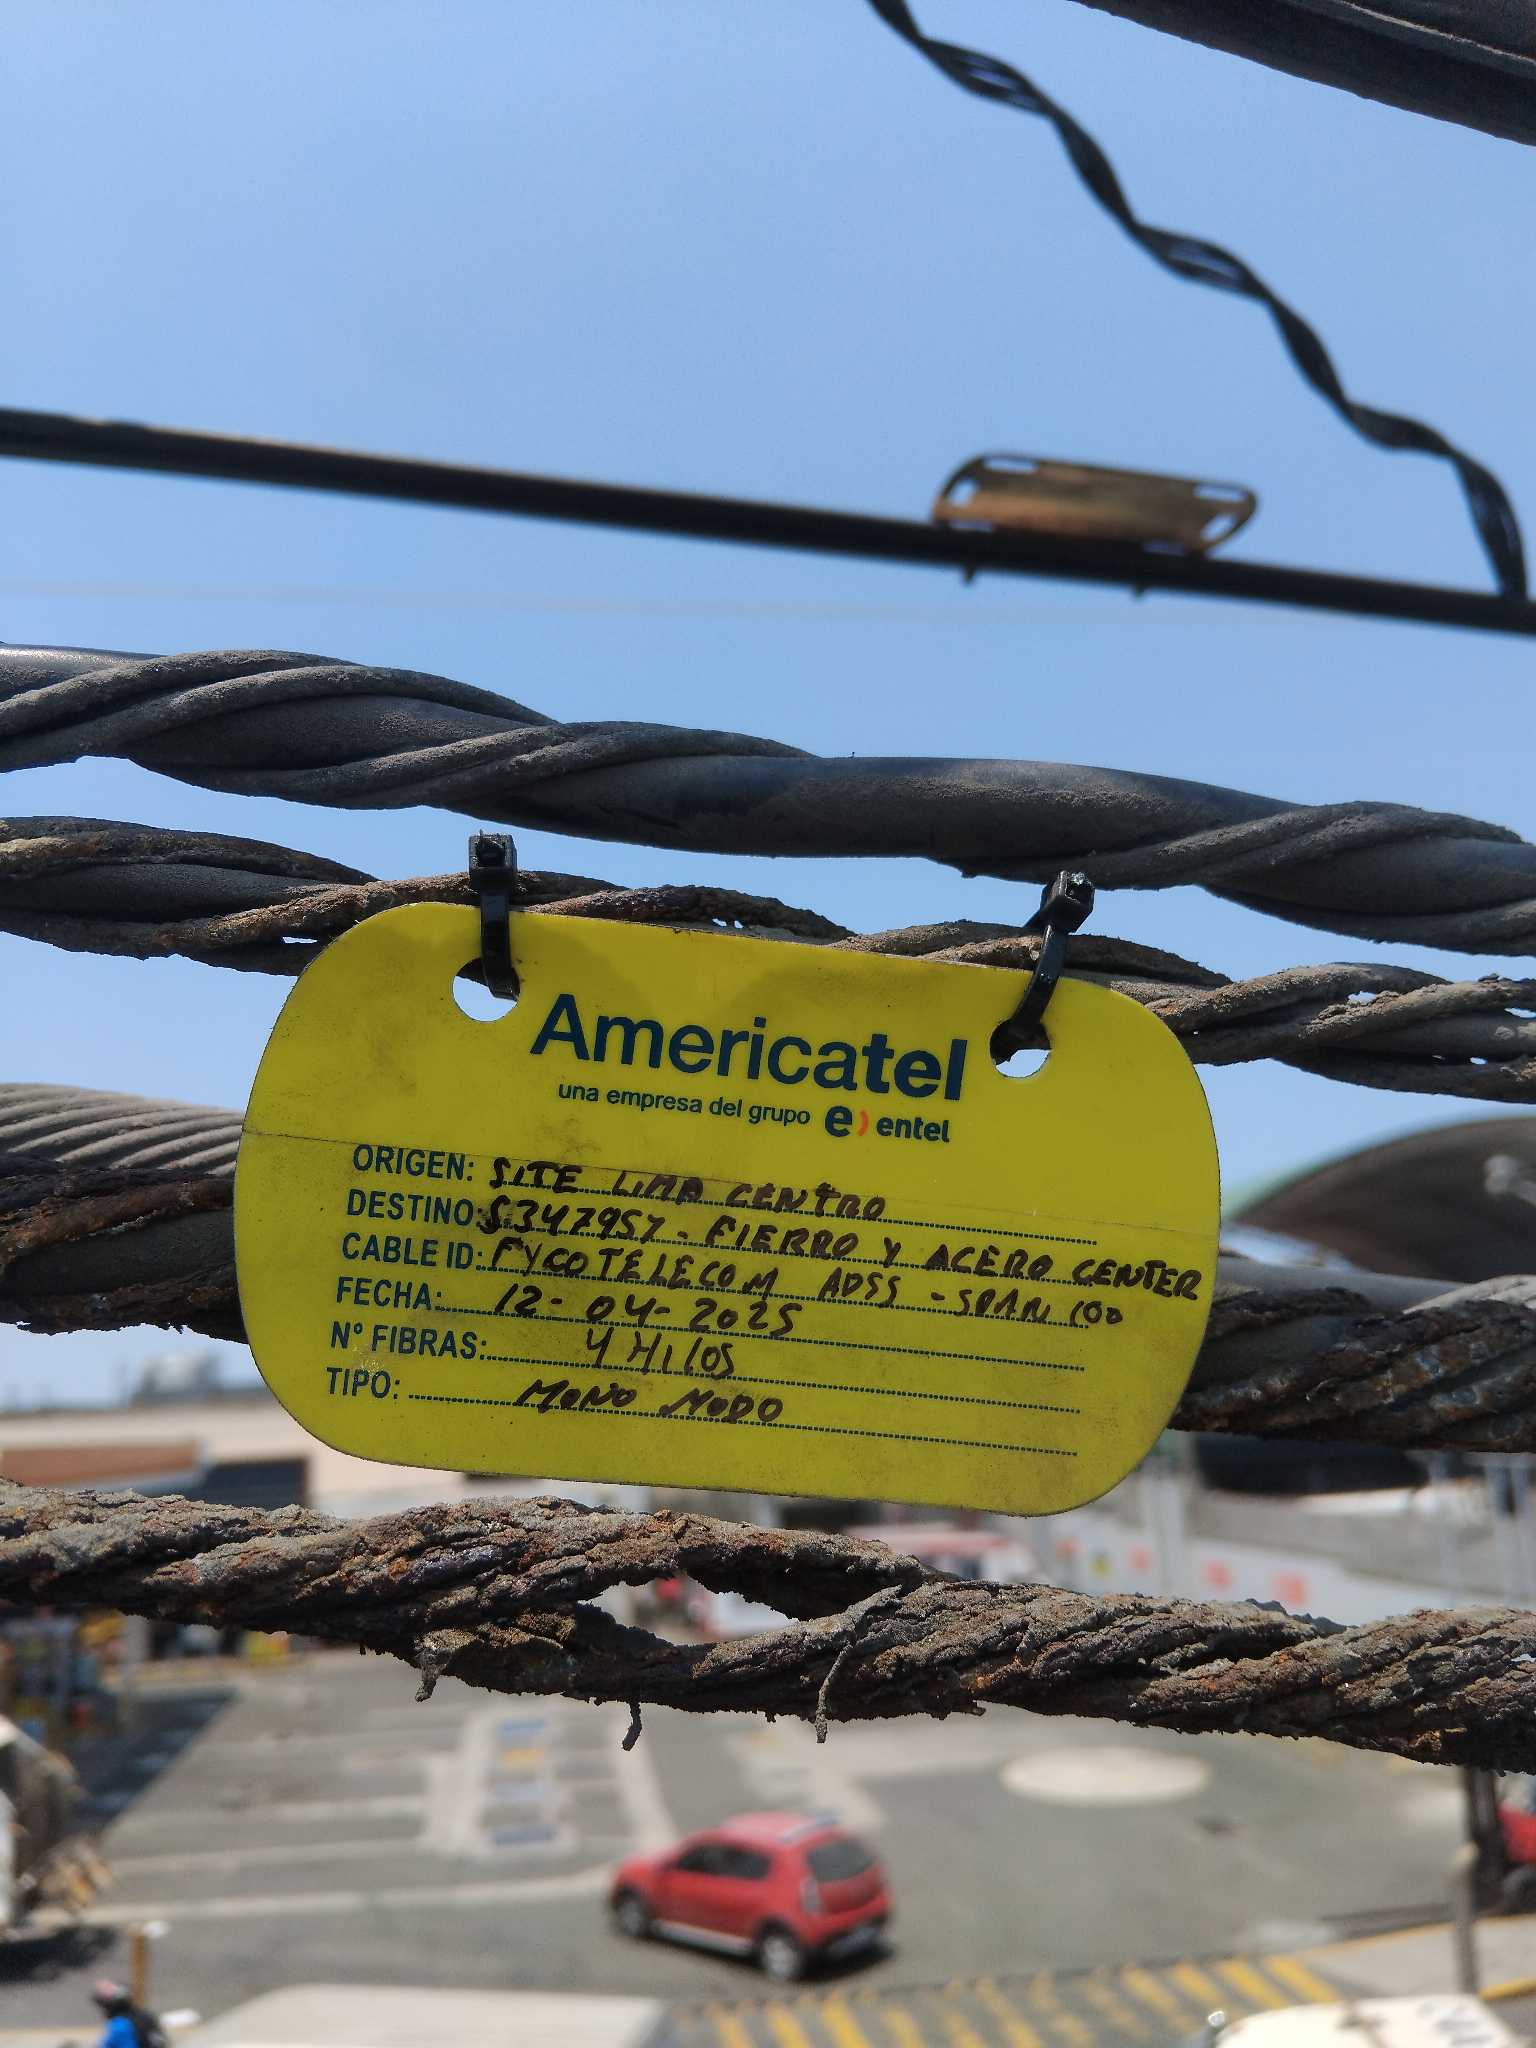 Americatel
una empresa del grupo e) entel
ORIGEN: SITE LIMA CENTRO
DESTINO: S347957 - FIERRO Y ACERO CENTER
CABLE ID: FYCOTELECOM ADSS - SPAN 100
FECHA: 12-04-2025
N° FIBRAS: 4 HILOS
TIPO: MONO MODO